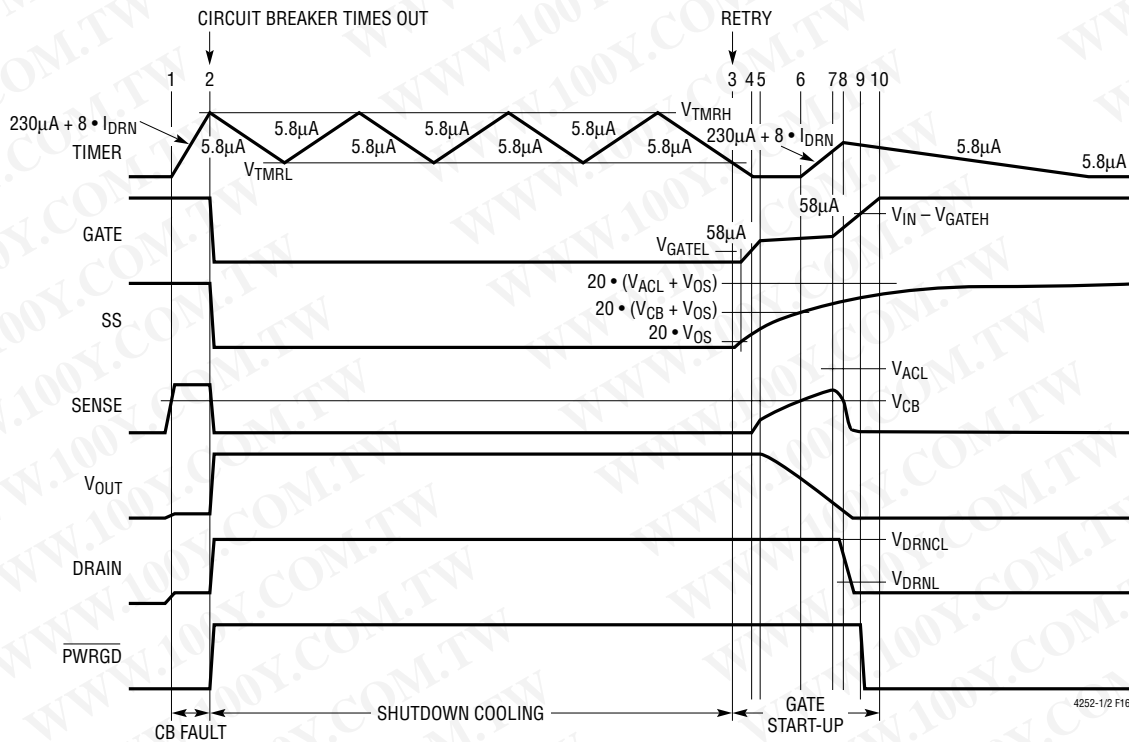 CIRCUIT BREAKER TIMES OUT
RETRY
1 2 3 4 5 6 7 8 9 10
230µA + 8 • IDRN
TIMER
5.8µA 5.8µA 5.8µA 5.8µA
5.8µA 5.8µA 5.8µA 5.8µA
VTMRH
VTMRL
230µA + 8 • IDRN
5.8µA
5.8µA
GATE
58µA
58µA
VGATEL
VIN – VGATEH
SS
20 • (VACL + VOS)
20 • (VCB + VOS)
20 • VOS
SENSE
VACL
VCB
VOUT
DRAIN
VDRNCL
VDRNL
PWRGD
CB FAULT
SHUTDOWN COOLING
GATE
START-UP
4252-1/2 F16
WWW.100Y.COM.TW